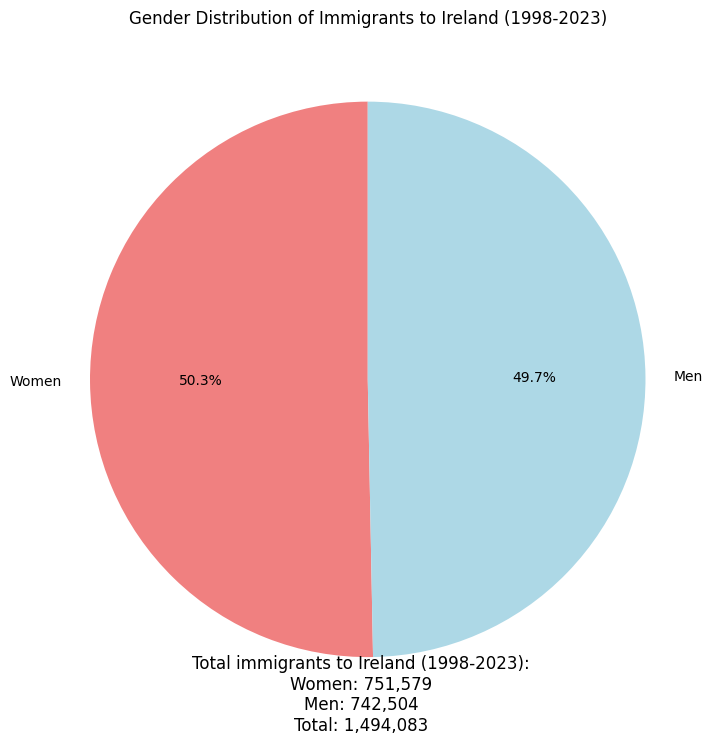 Gender Distribution of Immigrants to Ireland (1998-2023)
Women
50.3%
49.7%
Men
Total immigrants to Ireland (1998-2023):
Women: 751,579
Men: 742,504
Total: 1,494,083